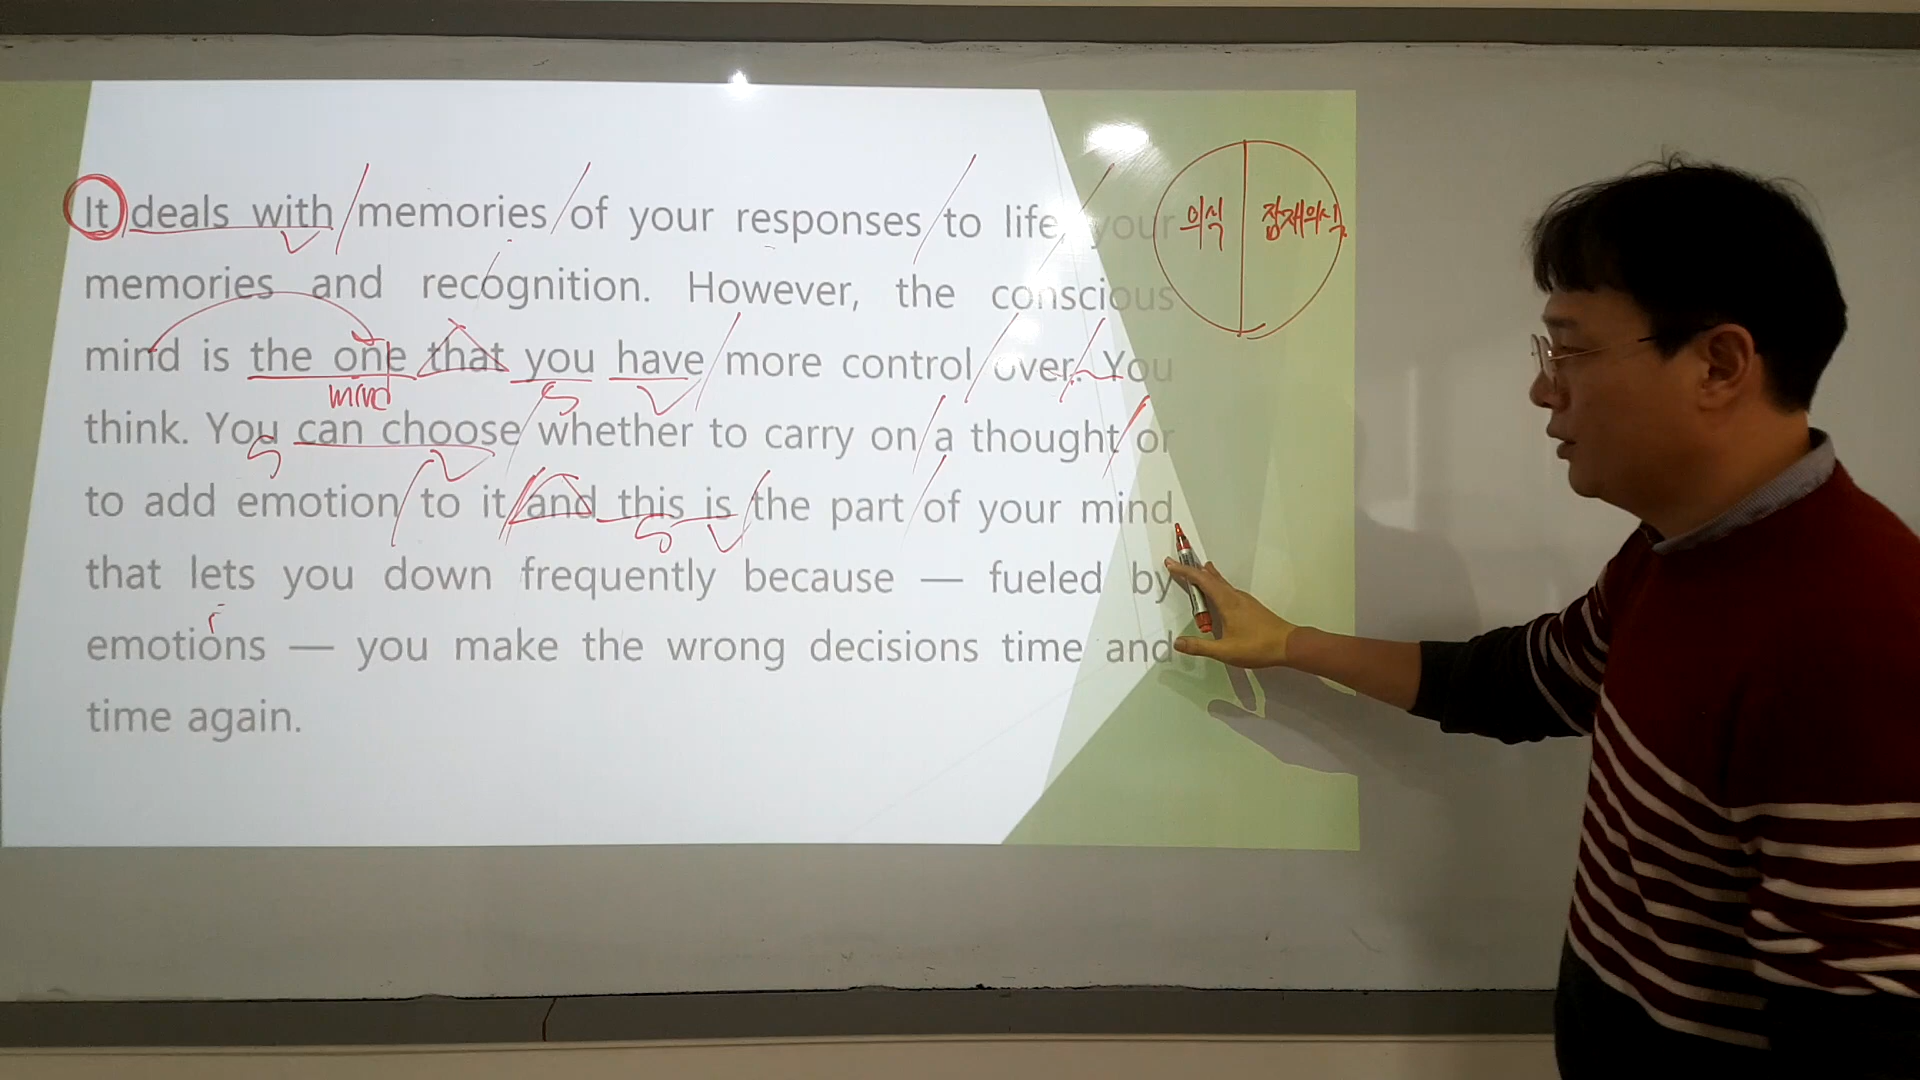 It deals with memories of your responses to life, your
의식 잠재의식
memories and recognition. However, the conscious
mind is the one that you have more control over. You
mind S
think. You can choose whether to carry on a thought or
S
to add emotion to it and this is the part of your mind
S
that lets you down frequently because — fueled by
emotions — you make the wrong decisions time and
time again.